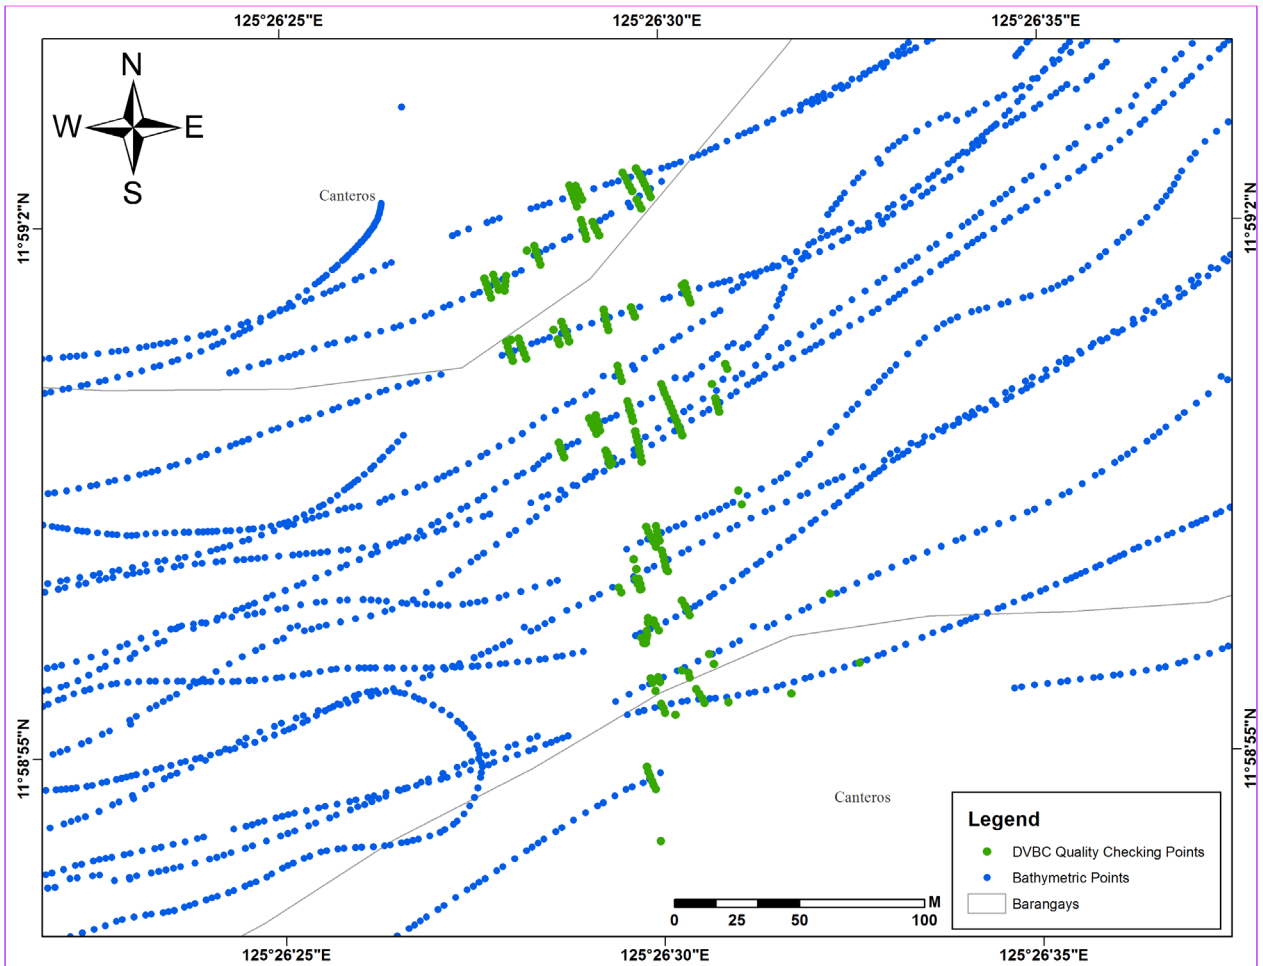 125°26'25"E 125°26'30"E 125°26'35"E
N
W E
S
Canteros
11°59'2"N
11°59'2"N
11°58'55"N
11°58'55"N
Canteros
Legend
DVBC Quality Checking Points
Bathymetric Points
Barangays
M
0 25 50 100
125°26'25"E 125°26'30"E 125°26'35"E